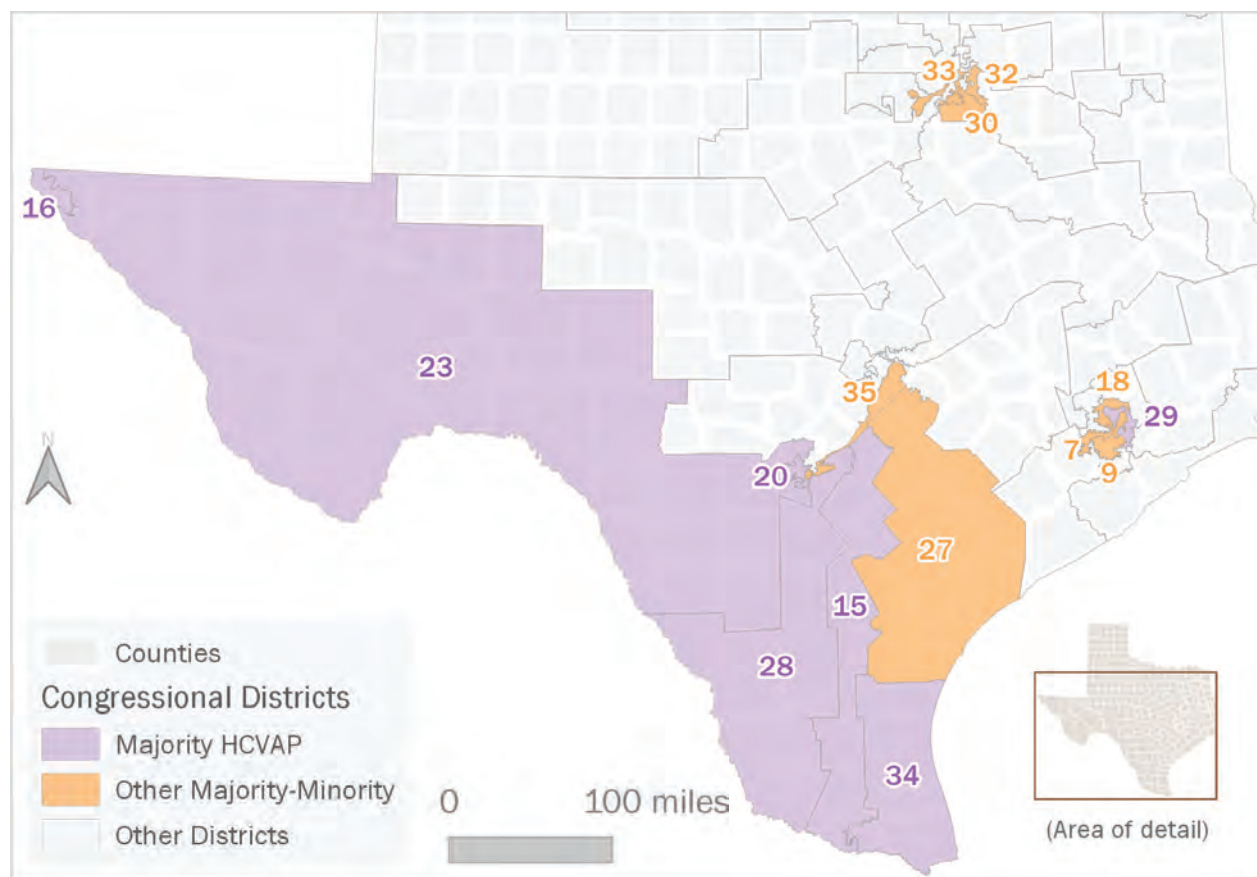 33
32
30
16
23
35
18
29
7
9
20
27
15
28
34
N
Counties
Congressional Districts
Majority HCVAP
Other Majority-Minority
Other Districts
0 100 miles
(Area of detail)